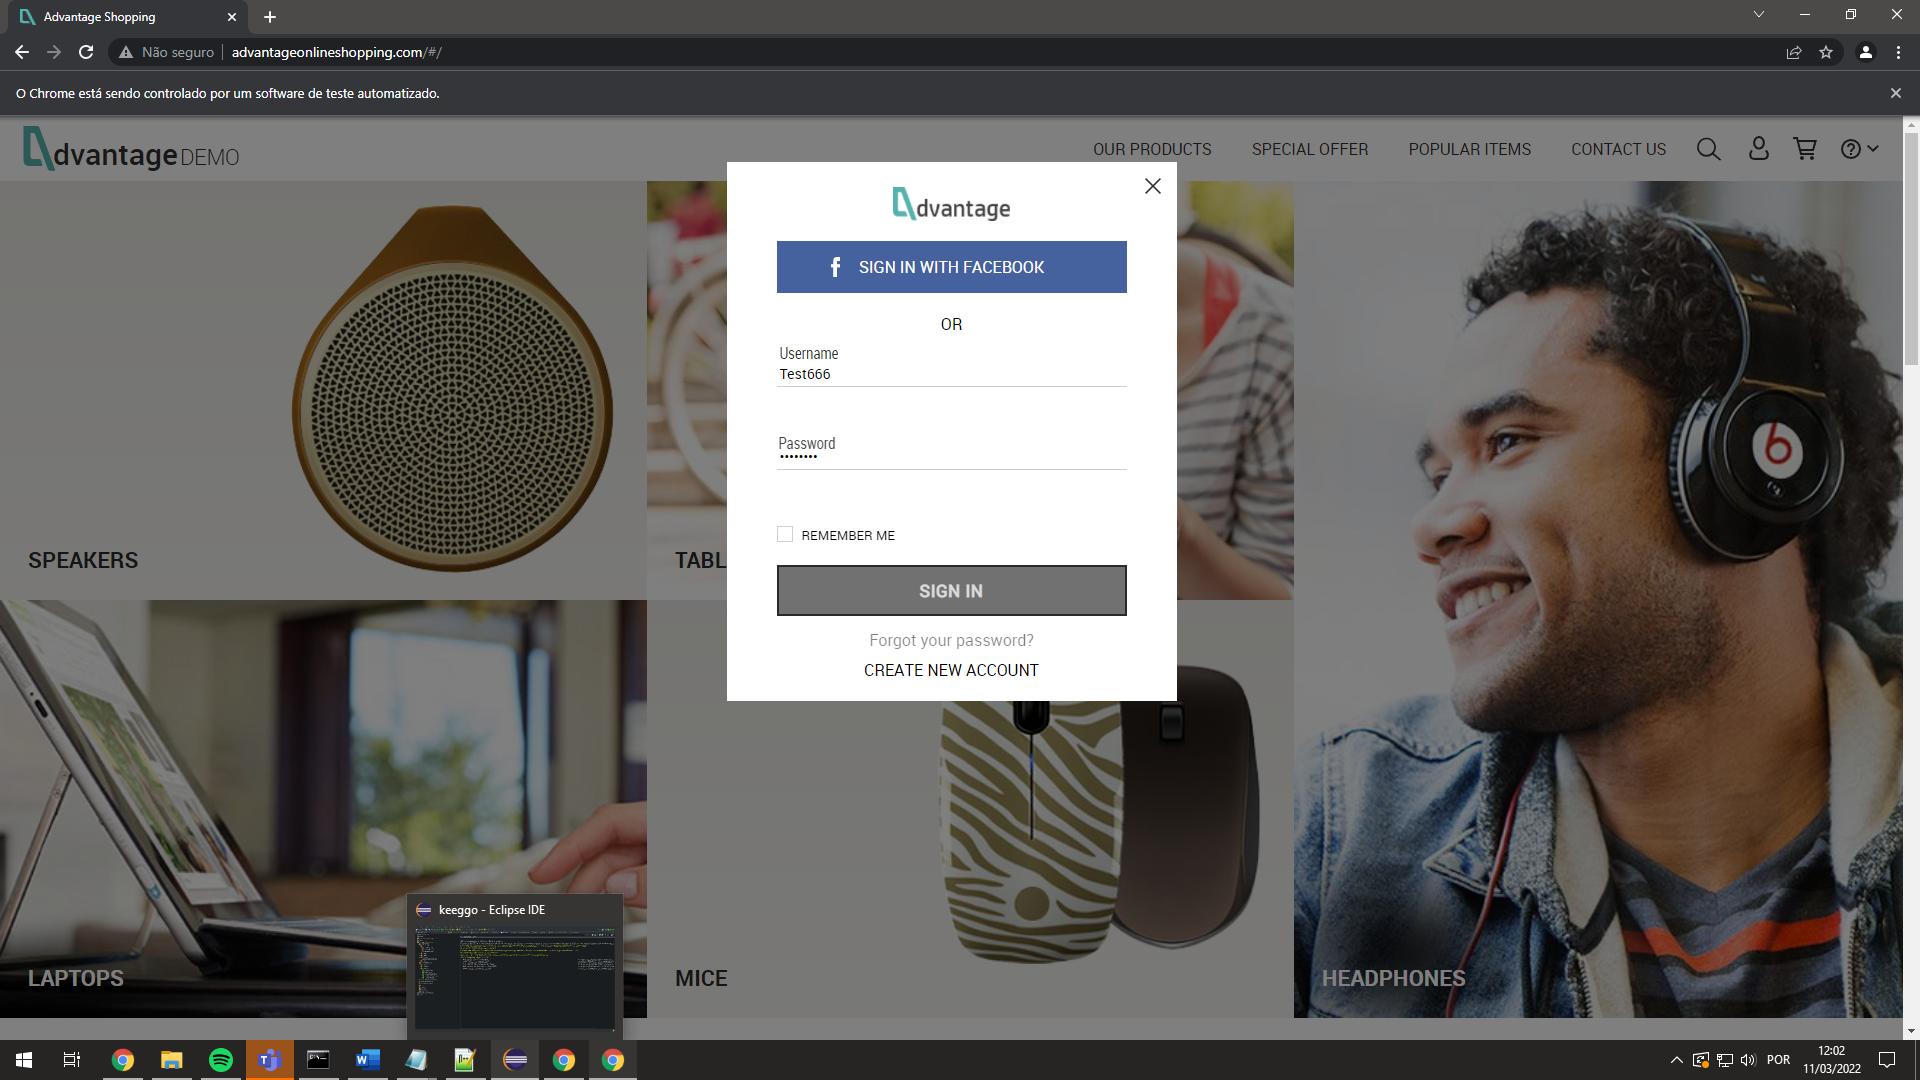 Advantage Shopping
Não seguro
advantageonlineshopping.com/#/
O Chrome está sendo controlado por um software de teste automatizado.
dvantage DEMO
OUR PRODUCTS
SPECIAL OFFER
POPULAR ITEMS
CONTACT US
dvantage
SIGN IN WITH FACEBOOK
OR
Username
Test666
Password
REMEMBER ME
SIGN IN
Forgot your password?
CREATE NEW ACCOUNT
SPEAKERS
TABL
LAPTOPS
MICE
HEADPHONES
keeggo - Eclipse IDE
POR
12:02
11/03/2022